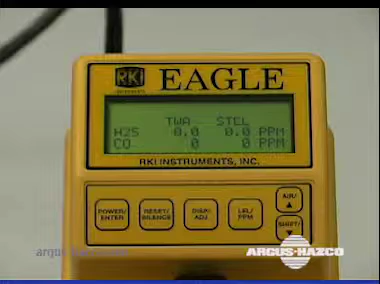 RKI EAGLE
TWA STEL
H2S 0.0 0.0 PPM
CO 0 0 PPM
RKI INSTRUMENTS, INC.
POWER/ENTER
RESET/SILENCE
DISP/ADJ
LEL/PPM
AIR/▲
SHIFT/▼
ARGUS-HAZCO